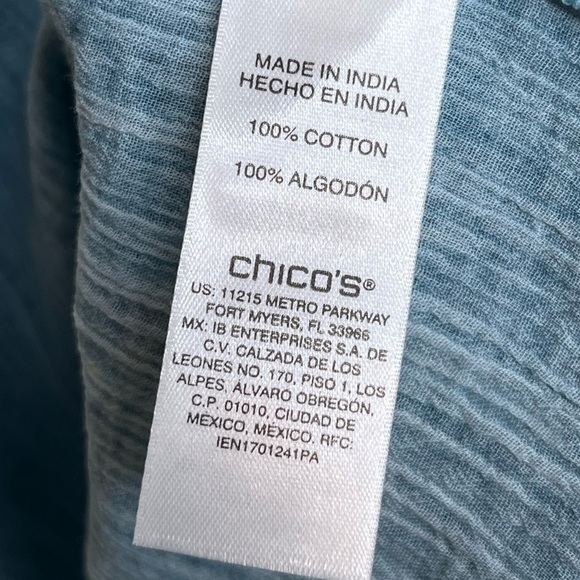 MADE IN INDIA
HECHO EN INDIA
100% COTTON
100% ALGODÓN
chico's®
US: 11215 METRO PARKWAY
FORT MYERS, FL 33966
MX: IB ENTERPRISES S.A. DE
C.V. CALZADA DE LOS
LEONES NO. 170, PISO 1, LOS
ALPES, ÁLVARO OBREGÓN,
C.P. 01010, CIUDAD DE
MÉXICO, MÉXICO. RFC:
IEN1701241PA